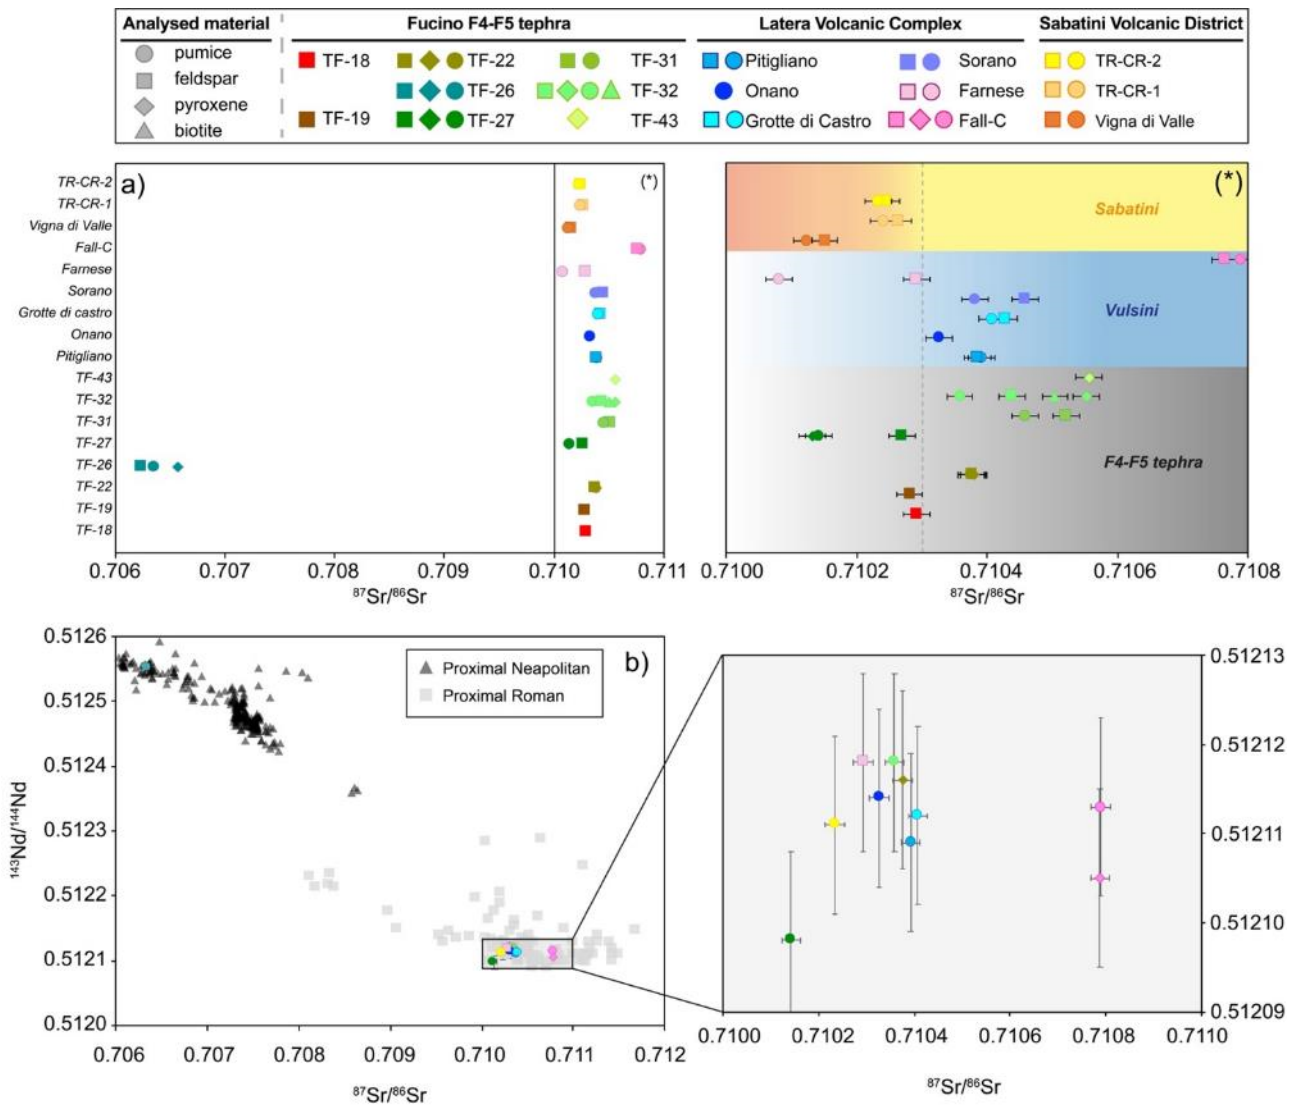 Analysed material
pumice
feldspar
pyroxene
biotite
Fucino F4-F5 tephra
TF-18
TF-22
TF-31
TF-26
TF-32
TF-19
TF-27
TF-43
Latera Volcanic Complex
Pitigliano
Sorano
Onano
Farnese
Grotte di Castro
Fall-C
Sabatini Volcanic District
TR-CR-2
TR-CR-1
Vigna di Valle
a)
(*)
TR-CR-2
TR-CR-1
Vigna di Valle
Fall-C
Farnese
Sorano
Grotte di castro
Onano
Pitigliano
TF-43
TF-32
TF-31
TF-27
TF-26
TF-22
TF-19
TF-18
0.706 0.707 0.708 0.709 0.710 0.711
87Sr/86Sr
(*)
Sabatini
Vulsini
F4-F5 tephra
0.7100 0.7102 0.7104 0.7106 0.7108
87Sr/86Sr
b)
Proximal Neapolitan
Proximal Roman
0.5126
0.5125
0.5124
0.5123
0.5122
0.5121
0.5120
143Nd/144Nd
0.706 0.707 0.708 0.709 0.710 0.711 0.712
87Sr/86Sr
0.51213
0.51212
0.51211
0.51210
0.51209
0.7100 0.7102 0.7104 0.7106 0.7108 0.7110
87Sr/86Sr